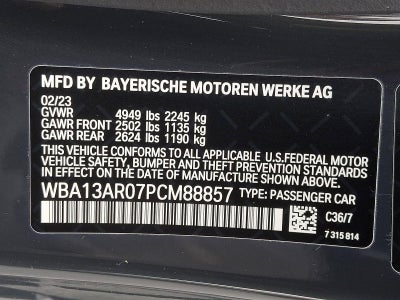 MFD BY BAYERISCHE MOTOREN WERKE AG
02/23
GVWR 4949 lbs 2245 kg
GAWR FRONT 2502 lbs 1135 kg
GAWR REAR 2624 lbs 1190 kg
THIS VEHICLE CONFORMS TO ALL APPLICABLE U.S.FEDERAL MOTOR
VEHICLE SAFETY, BUMPER, AND THEFT PREVENTION STANDARDS
IN EFFECT ON THE DATE OF MANUFACTURE SHOWN ABOVE.
WBA13AR07PCM88857 TYPE: PASSENGER CAR
C36/7
7 315 814